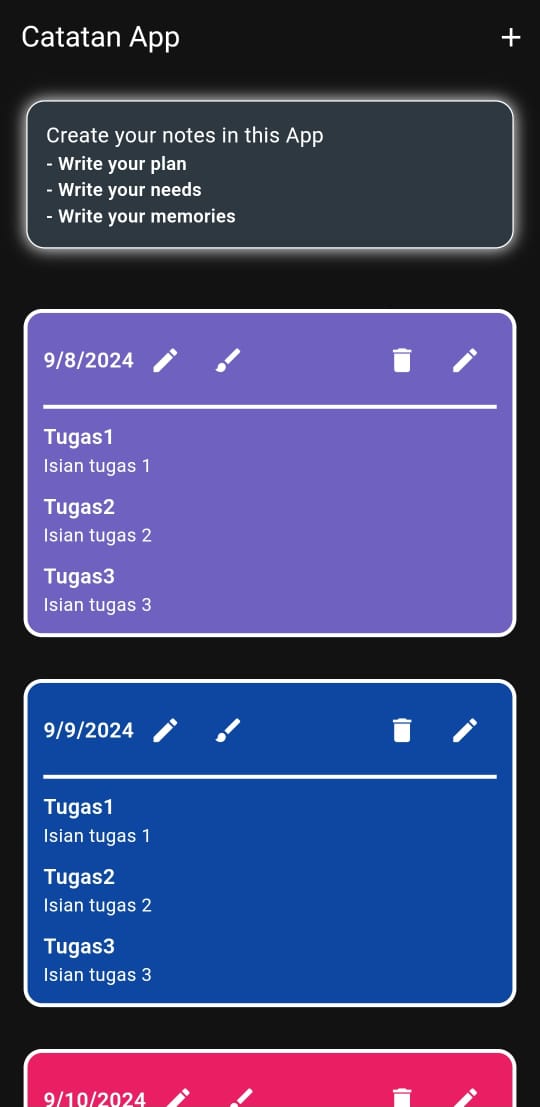 Catatan App
Create your notes in this App
- Write your plan
- Write your needs
- Write your memories
9/8/2024
Tugas1
Isian tugas 1
Tugas2
Isian tugas 2
Tugas3
Isian tugas 3
9/9/2024
Tugas1
Isian tugas 1
Tugas2
Isian tugas 2
Tugas3
Isian tugas 3
9/10/2024